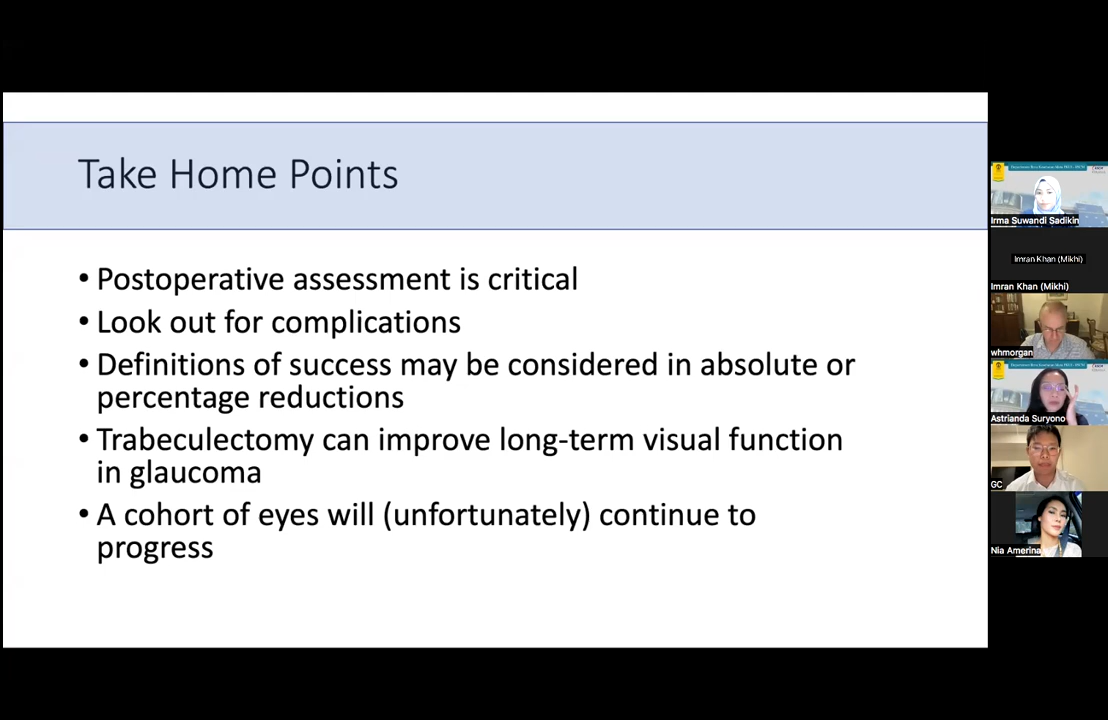 Take Home Points
• Postoperative assessment is critical
• Look out for complications
• Definitions of success may be considered in absolute or
percentage reductions
• Trabeculectomy can improve long-term visual function
in glaucoma
• A cohort of eyes will (unfortunately) continue to
progress
Irma Suwandi Sadikin
Imran Khan (Mikhi)
Imran Khan (Mikhi)
whmorgan
Astrianda Suryono
GC
Nia Amerina